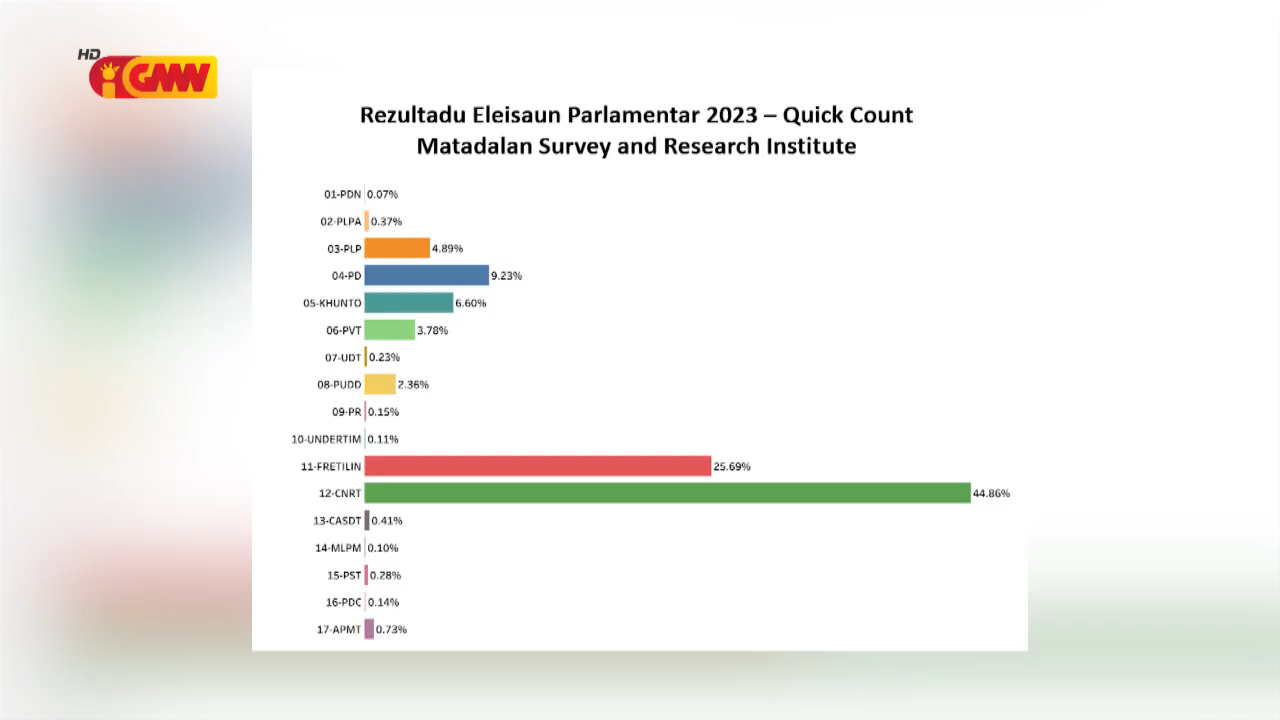 HD
GMN
Rezultadu Eleisaun Parlamentar 2023 – Quick Count
Matadalan Survey and Research Institute
01-PDN 0.07%
02-PLPA 0.37%
03-PLP 4.89%
04-PD 9.23%
05-KHUNTO 6.60%
06-PVT 3.78%
07-UDT 0.23%
08-PUDD 2.36%
09-PR 0.15%
10-UNDERTIM 0.11%
11-FRETILIN 25.69%
12-CNRT 44.86%
13-CASDT 0.41%
14-MLPM 0.10%
15-PST 0.28%
16-PDC 0.14%
17-APMT 0.73%